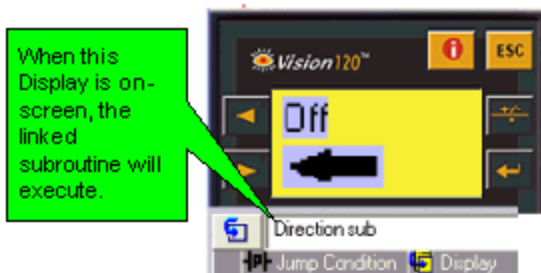 When this
Display is on-
screen, the
linked
subroutine will
execute.
Vision120™
i
ESC
+/-
Off
Direction sub
P Jump Condition
Display